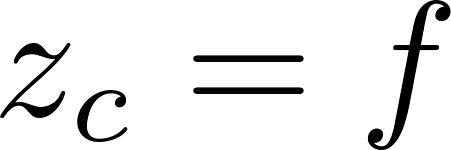 z_c = f